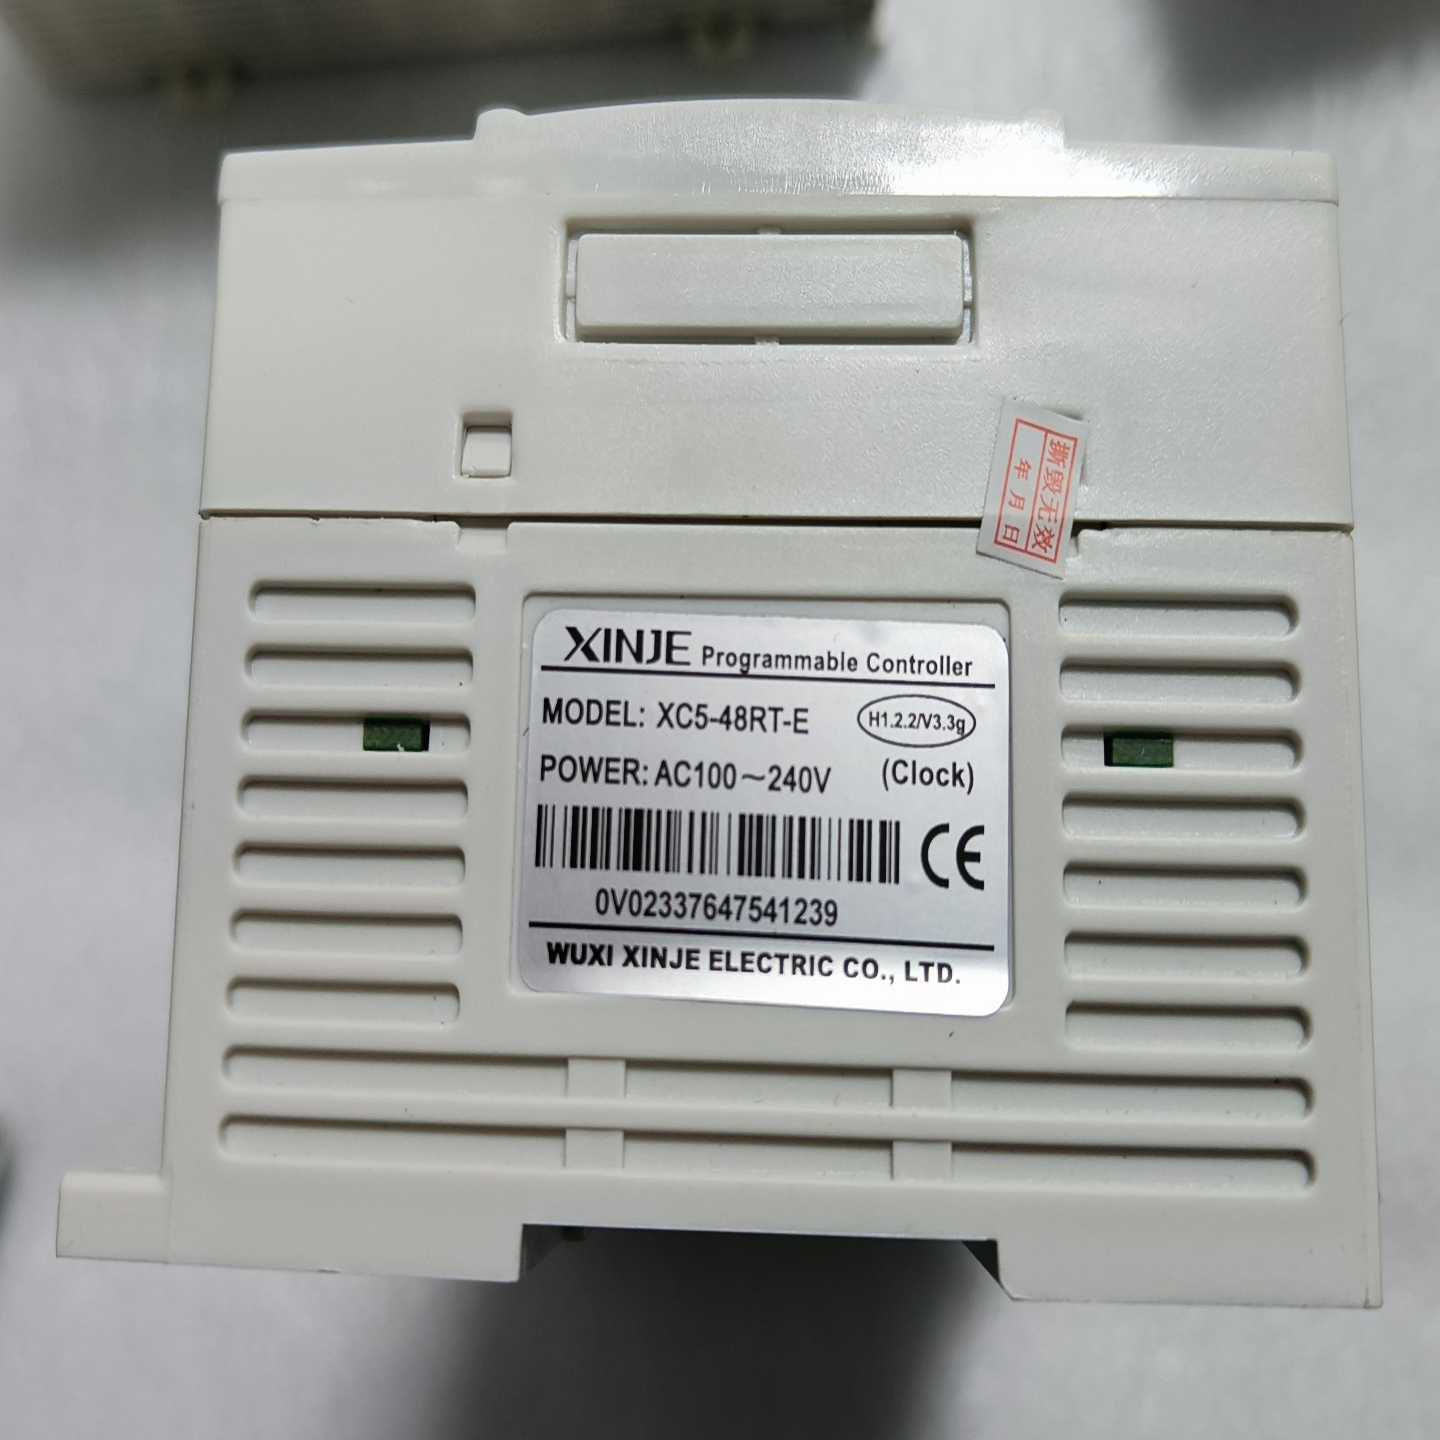 撕毁无效
年 月 日
XINJE Programmable Controller
MODEL: XC5-48RT-E H1.2.2/V3.3g
POWER: AC100～240V (Clock)
CE
0V02337647541239
WUXI XINJE ELECTRIC CO., LTD.